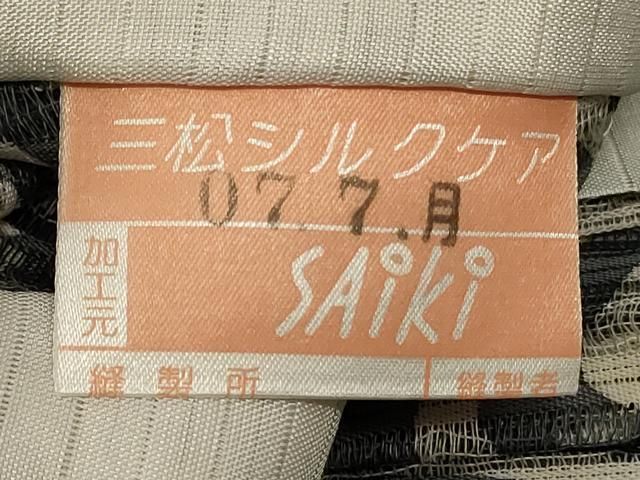 三松シルクケア
07.7.月
加工元
SAiKi
縫製所 縫製者